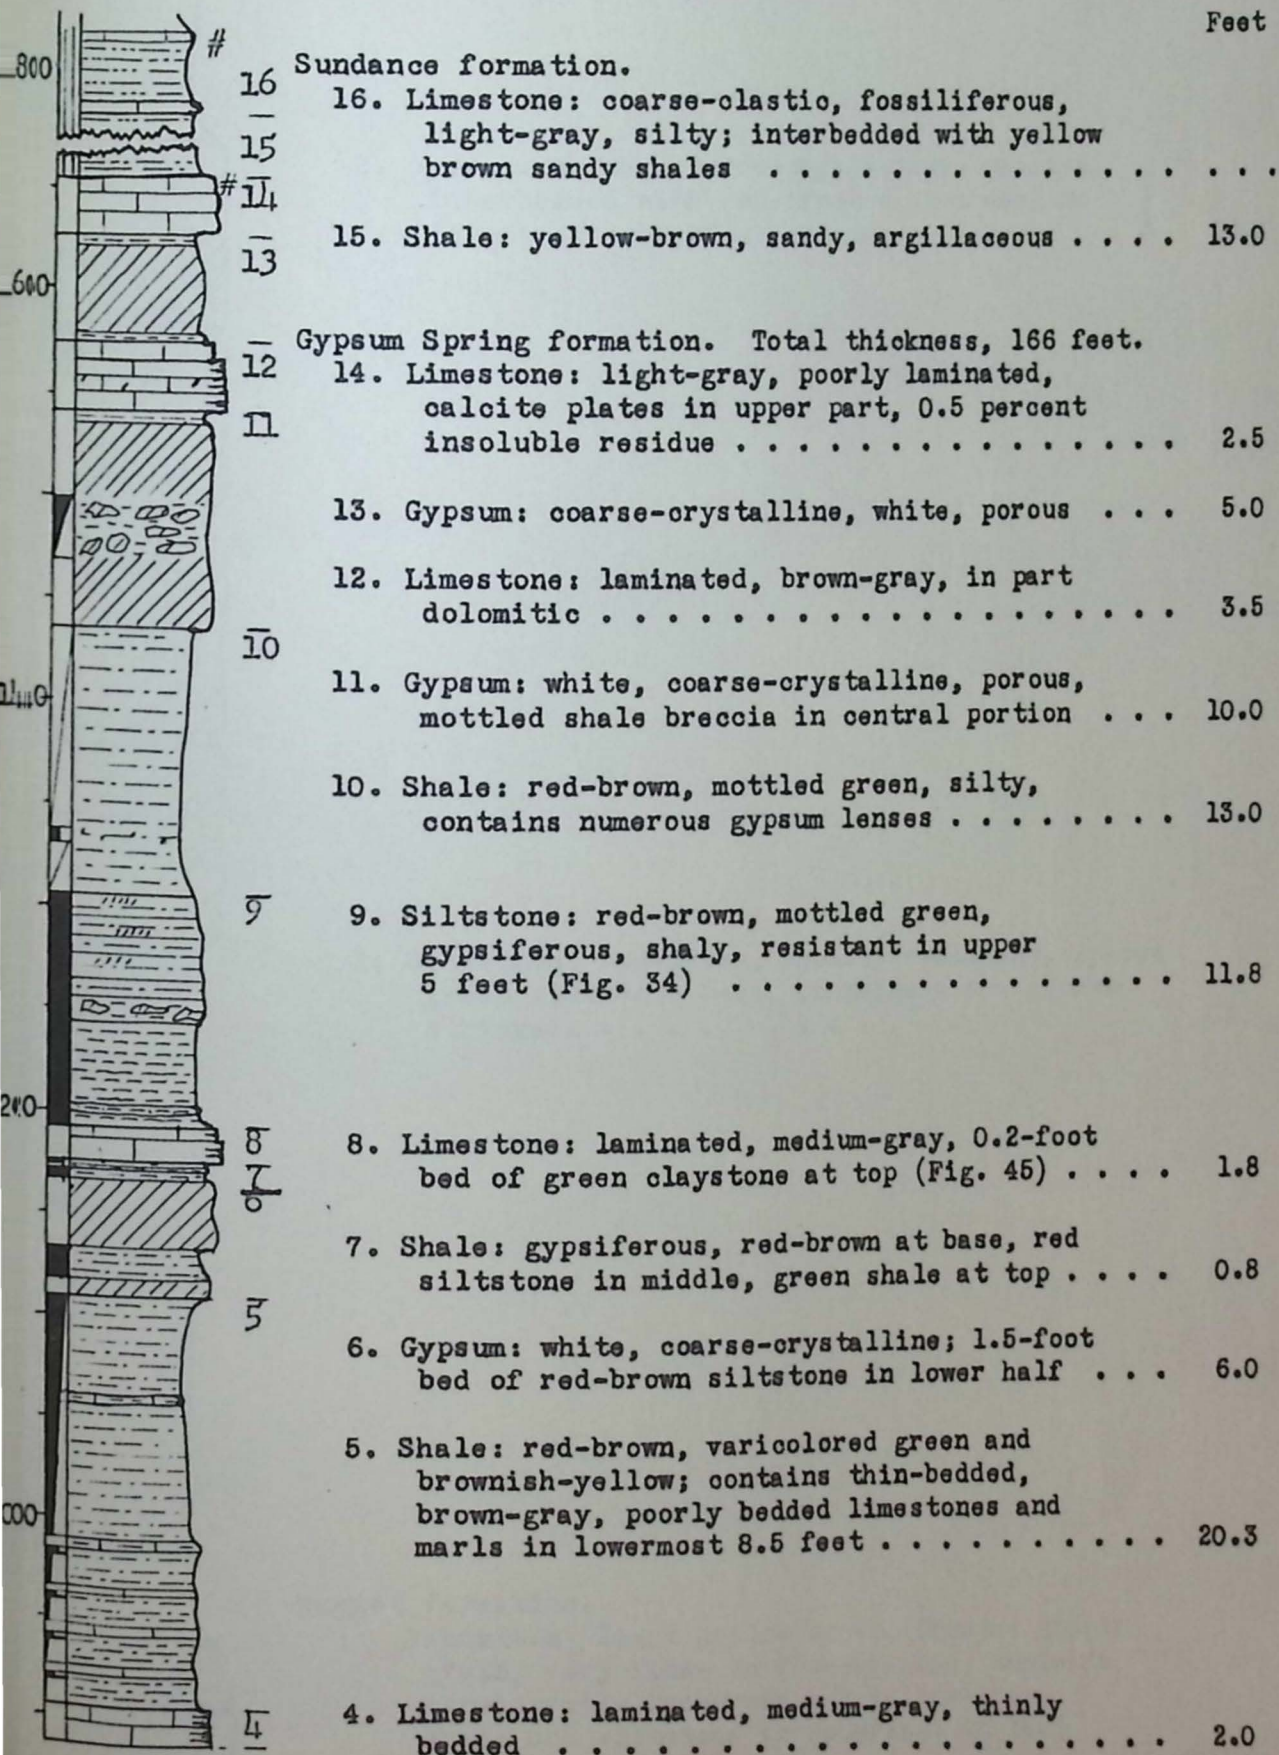 Feet
Sundance formation.
16. Limestone: coarse-clastic, fossiliferous,
light-gray, silty; interbedded with yellow
brown sandy shales . . . . . . . . . . . . . . . .
15. Shale: yellow-brown, sandy, argillaceous . . . . 13.0
Gypsum Spring formation. Total thickness, 166 feet.
14. Limestone: light-gray, poorly laminated,
calcite plates in upper part, 0.5 percent
insoluble residue . . . . . . . . . . . . . . 2.5
13. Gypsum: coarse-crystalline, white, porous . . . 5.0
12. Limestone: laminated, brown-gray, in part
dolomitic . . . . . . . . . . . . . . . . . . 3.5
11. Gypsum: white, coarse-crystalline, porous,
mottled shale breccia in central portion . . . 10.0
10. Shale: red-brown, mottled green, silty,
contains numerous gypsum lenses . . . . . . . . 13.0
9. Siltstone: red-brown, mottled green,
gypsiferous, shaly, resistant in upper
5 feet (Fig. 34) . . . . . . . . . . . . . . . 11.8
8. Limestone: laminated, medium-gray, 0.2-foot
bed of green claystone at top (Fig. 45) . . . . 1.8
7. Shale: gypsiferous, red-brown at base, red
siltstone in middle, green shale at top . . . . 0.8
6. Gypsum: white, coarse-crystalline; 1.5-foot
bed of red-brown siltstone in lower half . . . 6.0
5. Shale: red-brown, varicolored green and
brownish-yellow; contains thin-bedded,
brown-gray, poorly bedded limestones and
marls in lowermost 8.5 feet . . . . . . . . . . 20.3
4. Limestone: laminated, medium-gray, thinly
bedded . . . . . . . . . . . . . . . . . . . 2.0
800
600
#
16
15
#
14
13
12
11
10
9
8
7
6
5
4